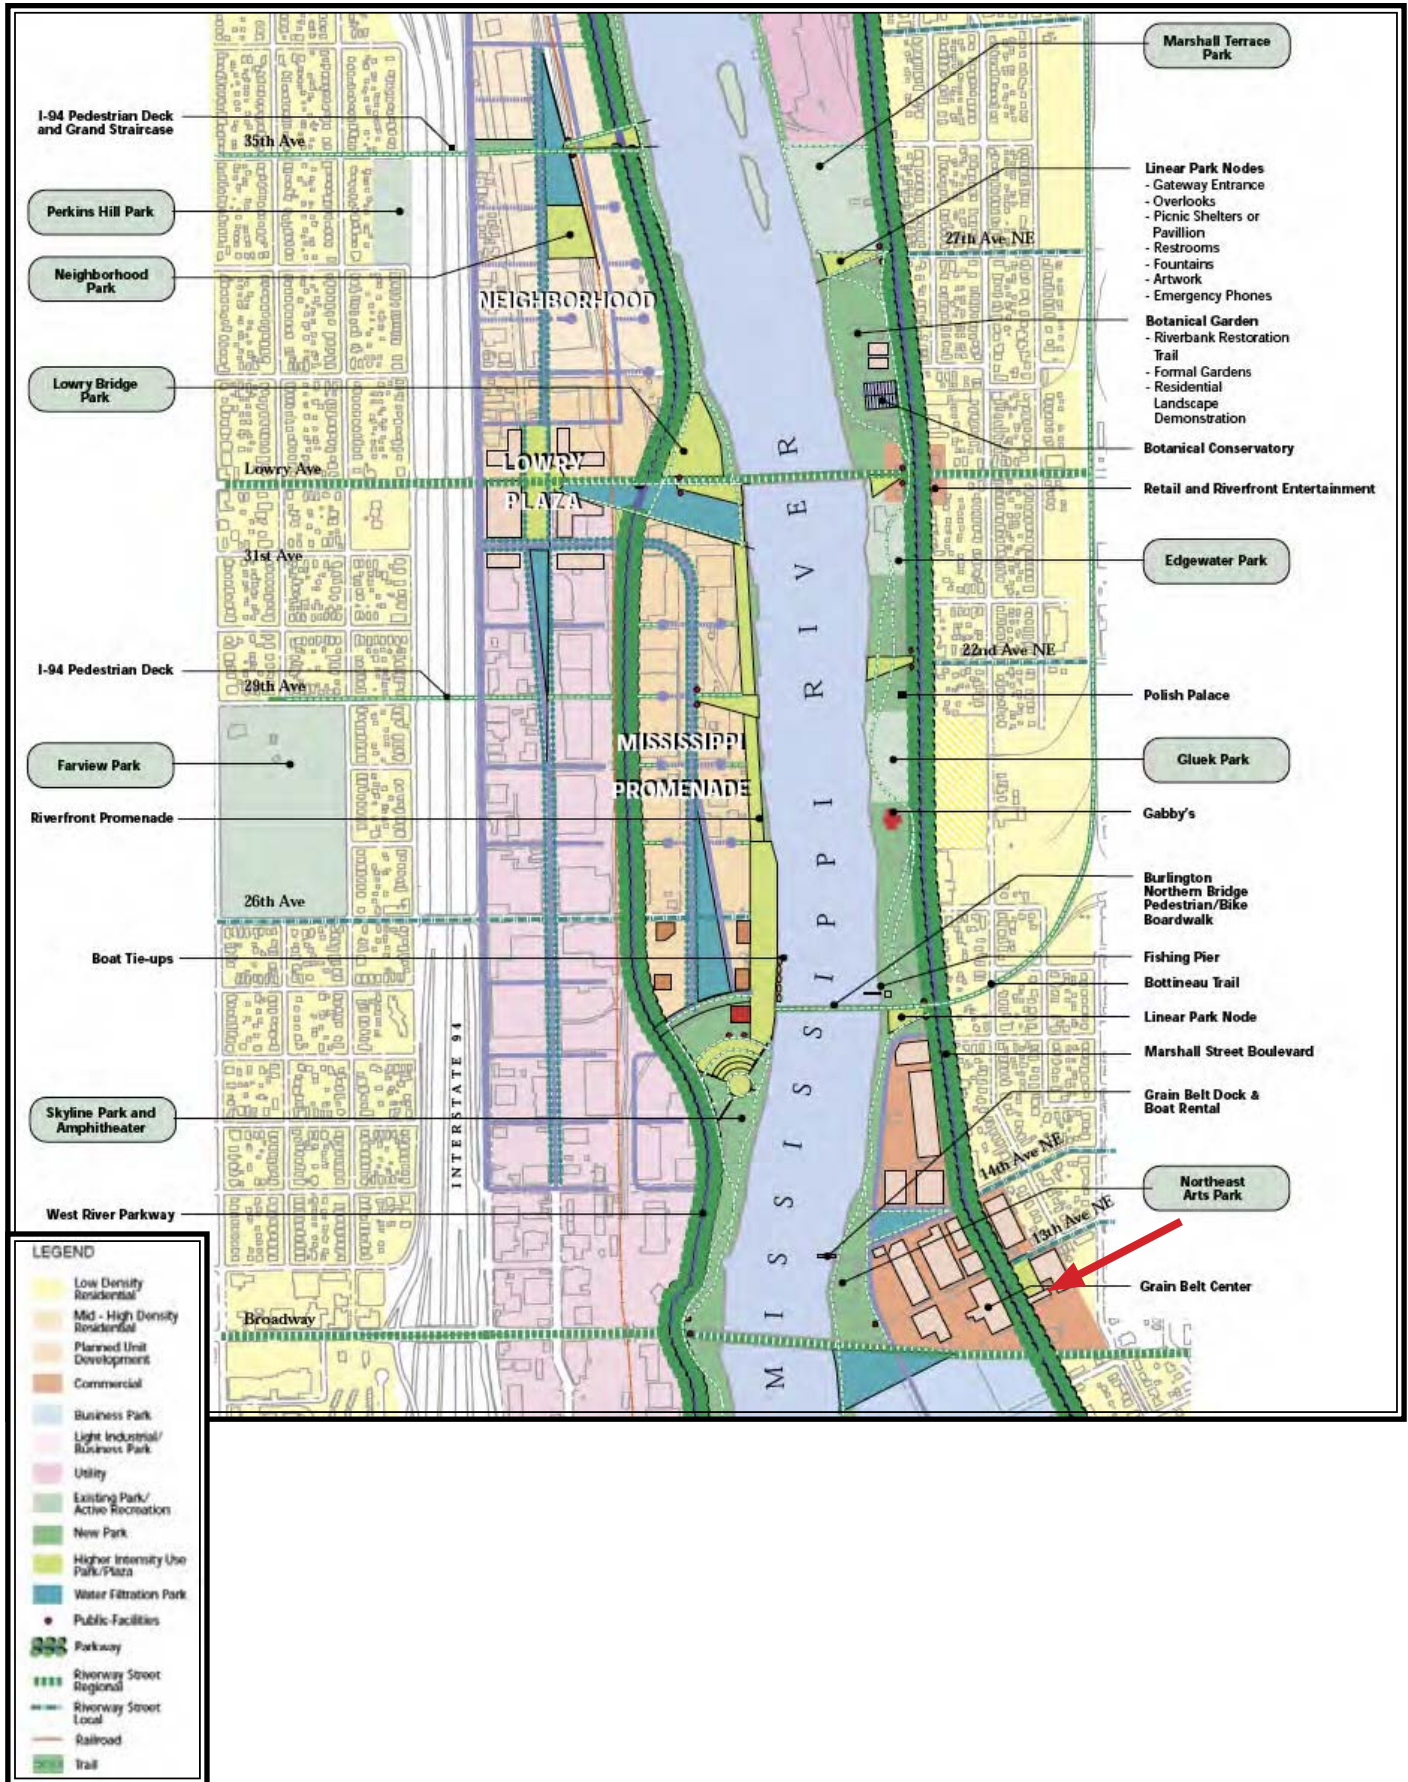 Marshall Terrace
Park
I-94 Pedestrian Deck
and Grand Staircase
35th Ave
Perkins Hill Park
Neighborhood
Park
NEIGHBORHOOD
Lowry Bridge
Park
Lowry Ave
LOWRY
PLAZA
31st Ave
I-94 Pedestrian Deck
29th Ave
Farview Park
MISSISSIPPI
PROMENADE
Riverfront Promenade
26th Ave
Boat Tie-ups
INTERSTATE 94
Skyline Park and
Amphitheater
West River Parkway
Broadway
MISSISSIPPI RIVER
Linear Park Nodes
- Gateway Entrance
- Overlooks
- Picnic Shelters or
Pavillion
- Restrooms
- Fountains
- Artwork
- Emergency Phones
27th Ave NE
Botanical Garden
- Riverbank Restoration
Trail
- Formal Gardens
- Residential
Landscape
Demonstration
Botanical Conservatory
Retail and Riverfront Entertainment
Edgewater Park
22nd Ave NE
Polish Palace
Gluek Park
Gabby's
Burlington
Northern Bridge
Pedestrian/Bike
Boardwalk
Fishing Pier
Bottineau Trail
Linear Park Node
Marshall Street Boulevard
Grain Belt Dock &
Boat Rental
14th Ave NE
Northeast
Arts Park
13th Ave NE
Grain Belt Center
LEGEND
Low Density
Residential
Mid - High Density
Residential
Planned Unit
Development
Commercial
Business Park
Light Industrial/
Business Park
Utility
Existing Park/
Active Recreation
New Park
Higher Intensity Use
Park/Plaza
Water Filtration Park
Public-Facilities
Parkway
Riverway Street
Regional
Riverway Street
Local
Railroad
Trail